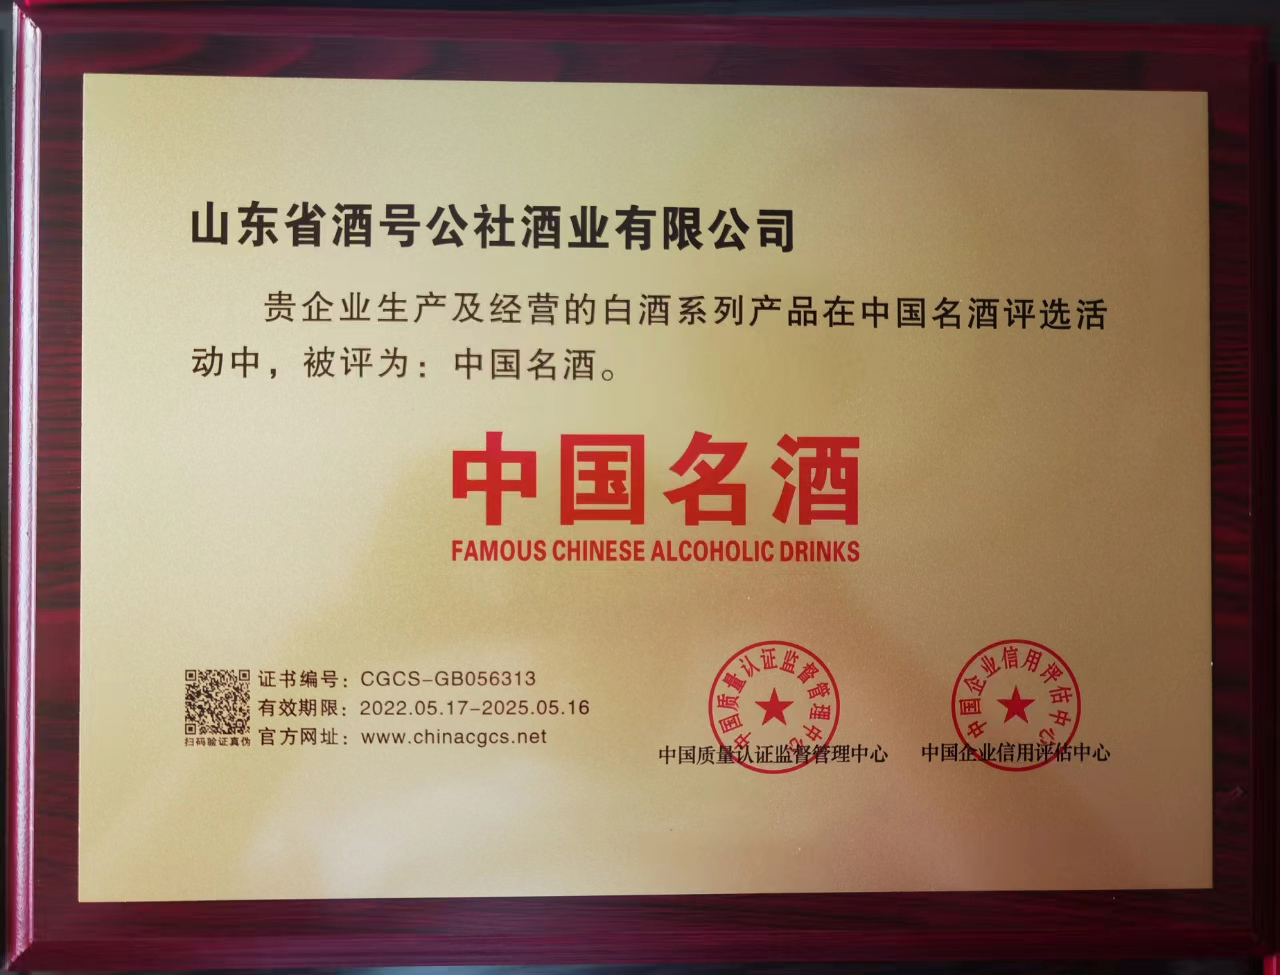 山东省酒号公社酒业有限公司
贵企业生产及经营的白酒系列产品在中国名酒评选活
动中，被评为：中国名酒。
中国名酒
FAMOUS CHINESE ALCOHOLIC DRINKS
证书编号：CGCS-GB056313
有效期限：2022.05.17-2025.05.16
官方网址：www.chinacgcs.net
扫码验证真伪
中国质量认证监督管理中心
中国质量认证监督管理中心
中国企业信用评估中心
中国企业信用评估中心